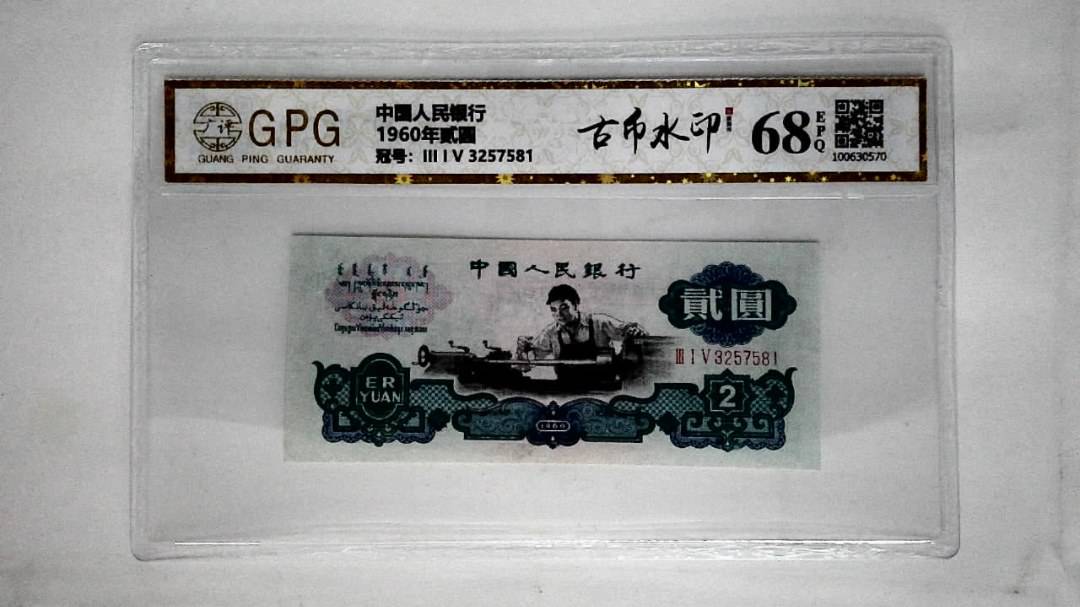 GPG
GUANG PING GUARANTY
中國人民银行
1960年贰圓
冠号：III I V 3257581
古币水印
68
EPQ
100630570
中國人民銀行
貳圓
III I V 3257581
ER
YUAN
1960
2